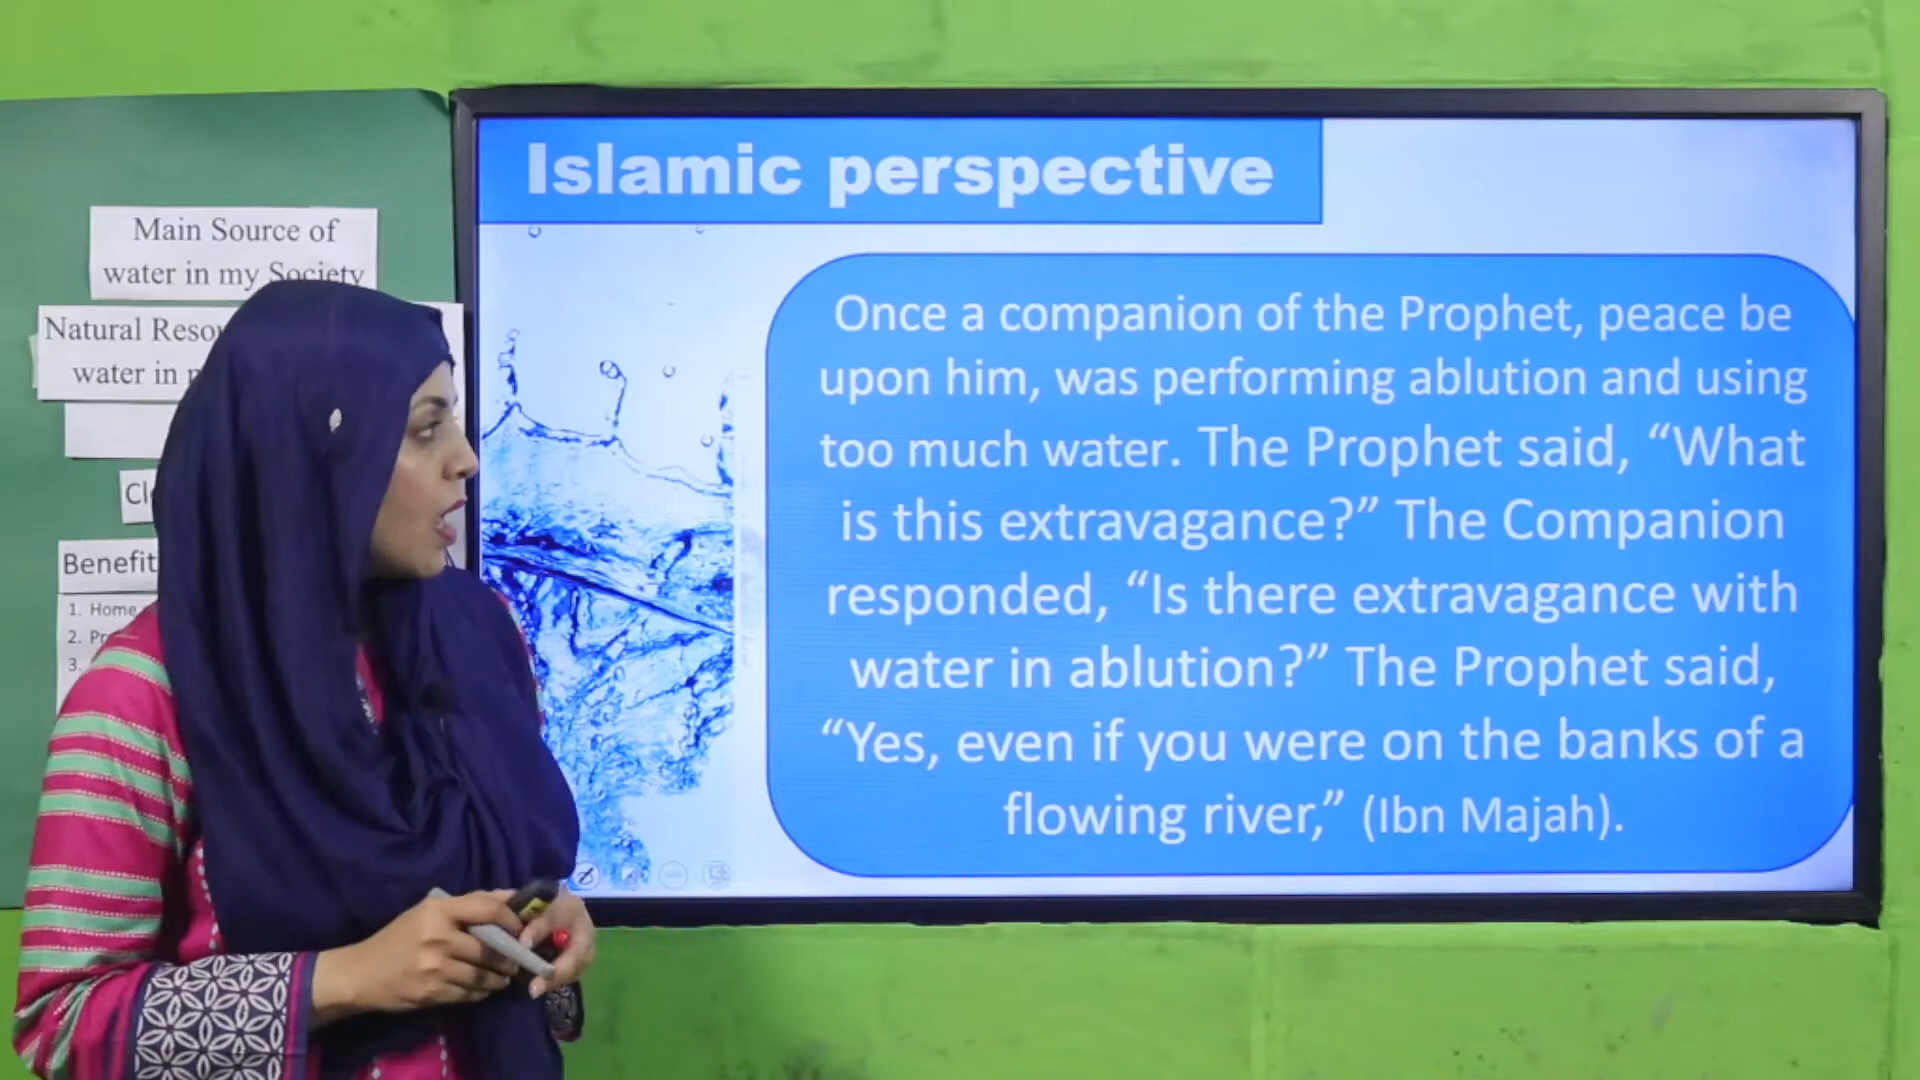 Main Source of
water in my Society
Natural
water in
Benefit
1. Home
2.
3.
Islamic perspective
Once a companion of the Prophet, peace be
upon him, was performing ablution and using
too much water. The Prophet said, “What
is this extravagance?” The Companion
responded, “Is there extravagance with
water in ablution?” The Prophet said,
“Yes, even if you were on the banks of a
flowing river,” (Ibn Majah).